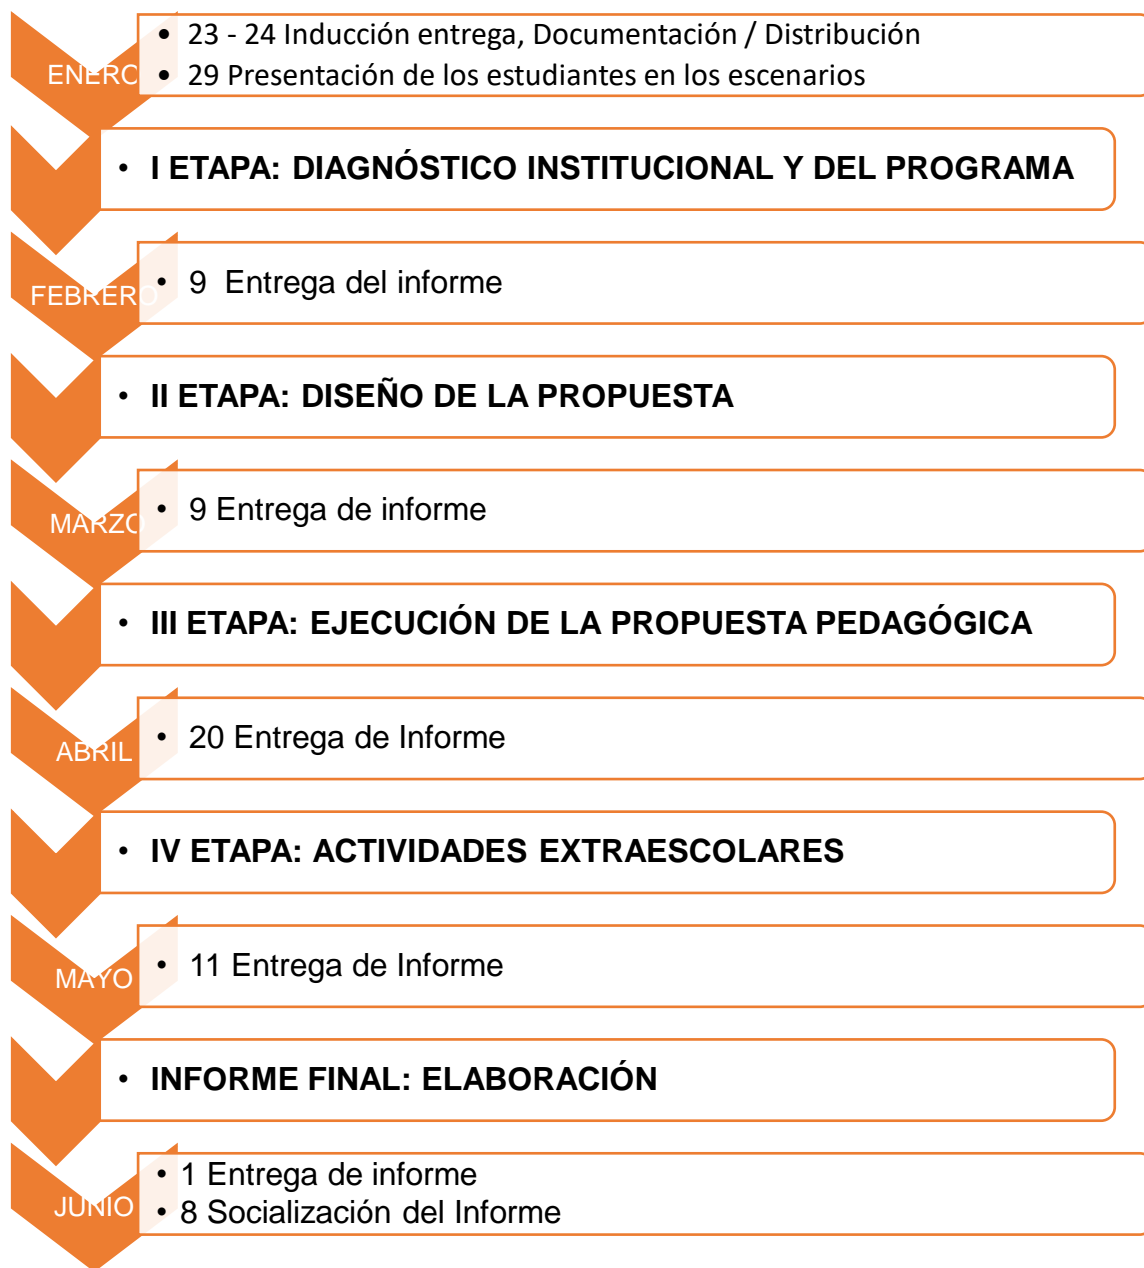 • 23 - 24 Inducción entrega, Documentación / Distribución
ENERO
• 29 Presentación de los estudiantes en los escenarios
• I ETAPA: DIAGNÓSTICO INSTITUCIONAL Y DEL PROGRAMA
FEBRERO
• 9 Entrega del informe
• II ETAPA: DISEÑO DE LA PROPUESTA
MARZO
• 9 Entrega de informe
• III ETAPA: EJECUCIÓN DE LA PROPUESTA PEDAGÓGICA
ABRIL
• 20 Entrega de Informe
• IV ETAPA: ACTIVIDADES EXTRAESCOLARES
MAYO
• 11 Entrega de Informe
• INFORME FINAL: ELABORACIÓN
• 1 Entrega de informe
JUNIO
• 8 Socialización del Informe